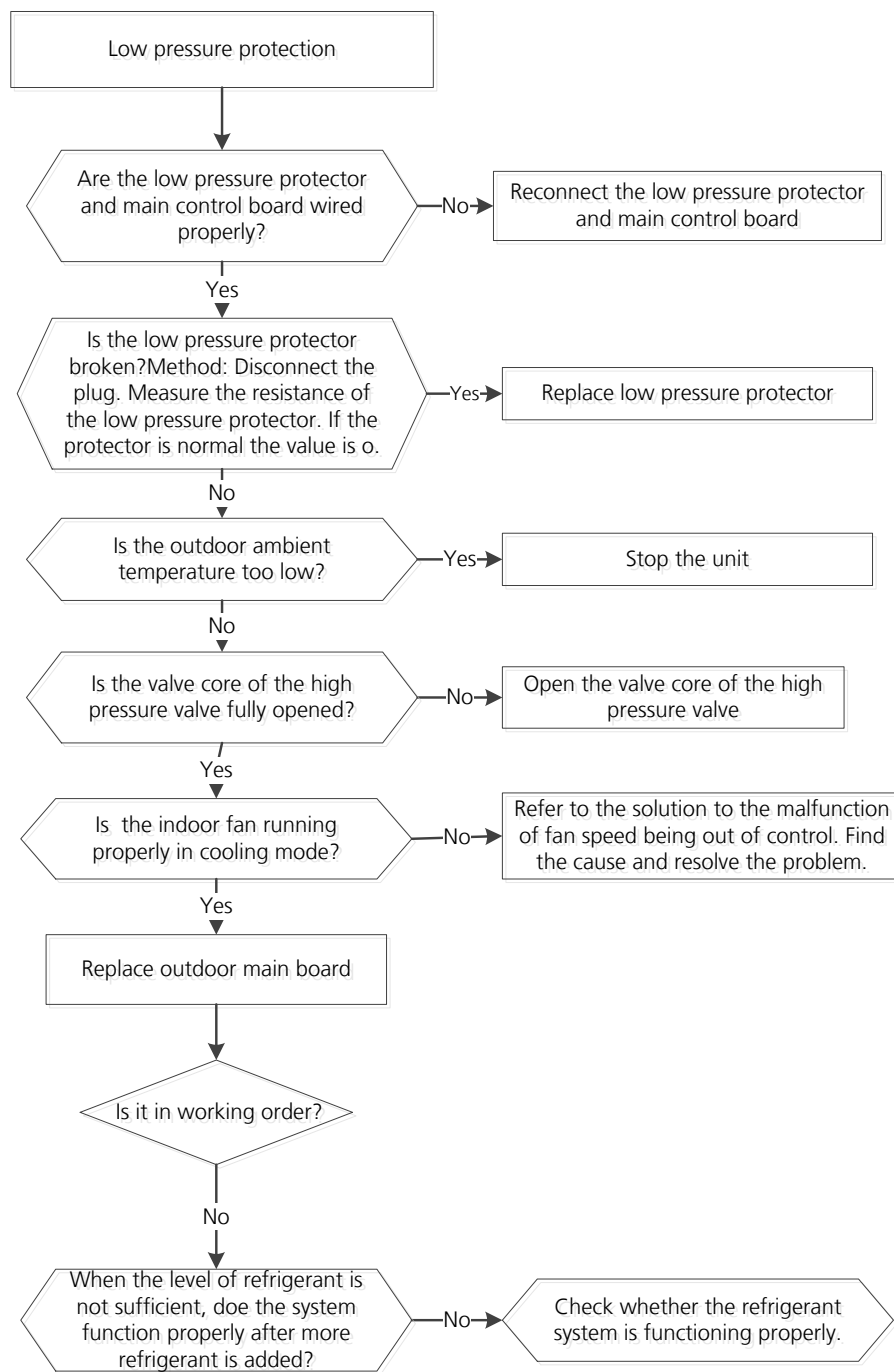 Low pressure protection
Are the low pressure protector
and main control board wired
properly?
No
Reconnect the low pressure protector
and main control board
Yes
Is the low pressure protector
broken?Method: Disconnect the
plug. Measure the resistance of
the low pressure protector. If the
protector is normal the value is o.
Yes
Replace low pressure protector
No
Is the outdoor ambient
temperature too low?
Yes
Stop the unit
No
Is the valve core of the high
pressure valve fully opened?
No
Open the valve core of the high
pressure valve
Yes
Is the indoor fan running
properly in cooling mode?
No
Refer to the solution to the malfunction
of fan speed being out of control. Find
the cause and resolve the problem.
Yes
Replace outdoor main board
Is it in working order?
No
When the level of refrigerant is
not sufficient, doe the system
function properly after more
refrigerant is added?
No
Check whether the refrigerant
system is functioning properly.